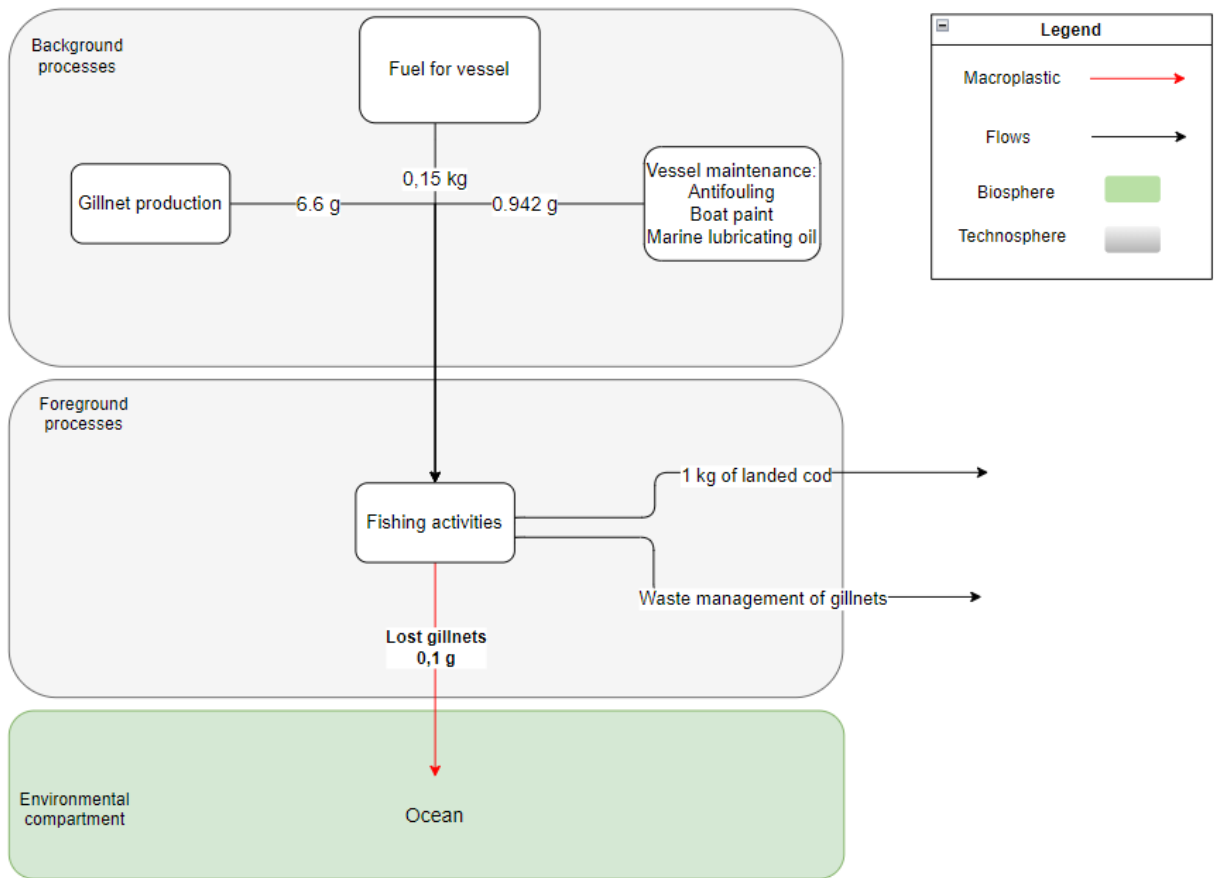 Background
processes
Fuel for vessel
Legend
Macroplastic
Flows
Biosphere
Technosphere
0,15 kg
Gillnet production
6.6 g
0.942 g
Vessel maintenance:
Antifouling
Boat paint
Marine lubricating oil
Foreground
processes
1 kg of landed cod
Fishing activities
Waste management of gillnets
Lost gillnets
0,1 g
Environmental
compartment
Ocean